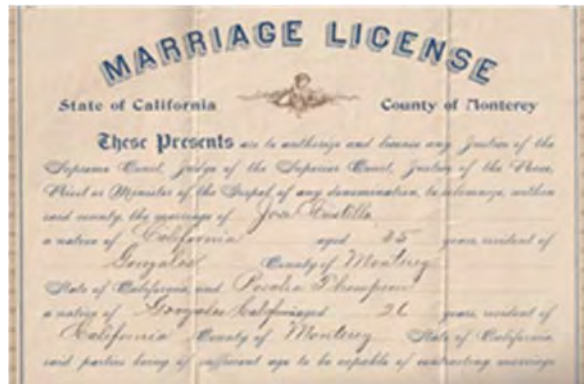 MARRIAGE LICENSE
State of California County of Monterey
These Presents are to authorize and license any Justice of the
Supreme Court, Judge of the Superior Court, Justice of the Peace,
Priest or Minister of the Gospel of any denomination, to solemnize, within
said county, the marriage of Jose Castillo
a native of California aged 35 years, resident of
Gonzales County of Monterey
State of California, and Rosalia Thompson
a native of Gonzales California aged years, resident of
California County of Monterey State of California
said parties being of sufficient age to be capable of contracting marriage